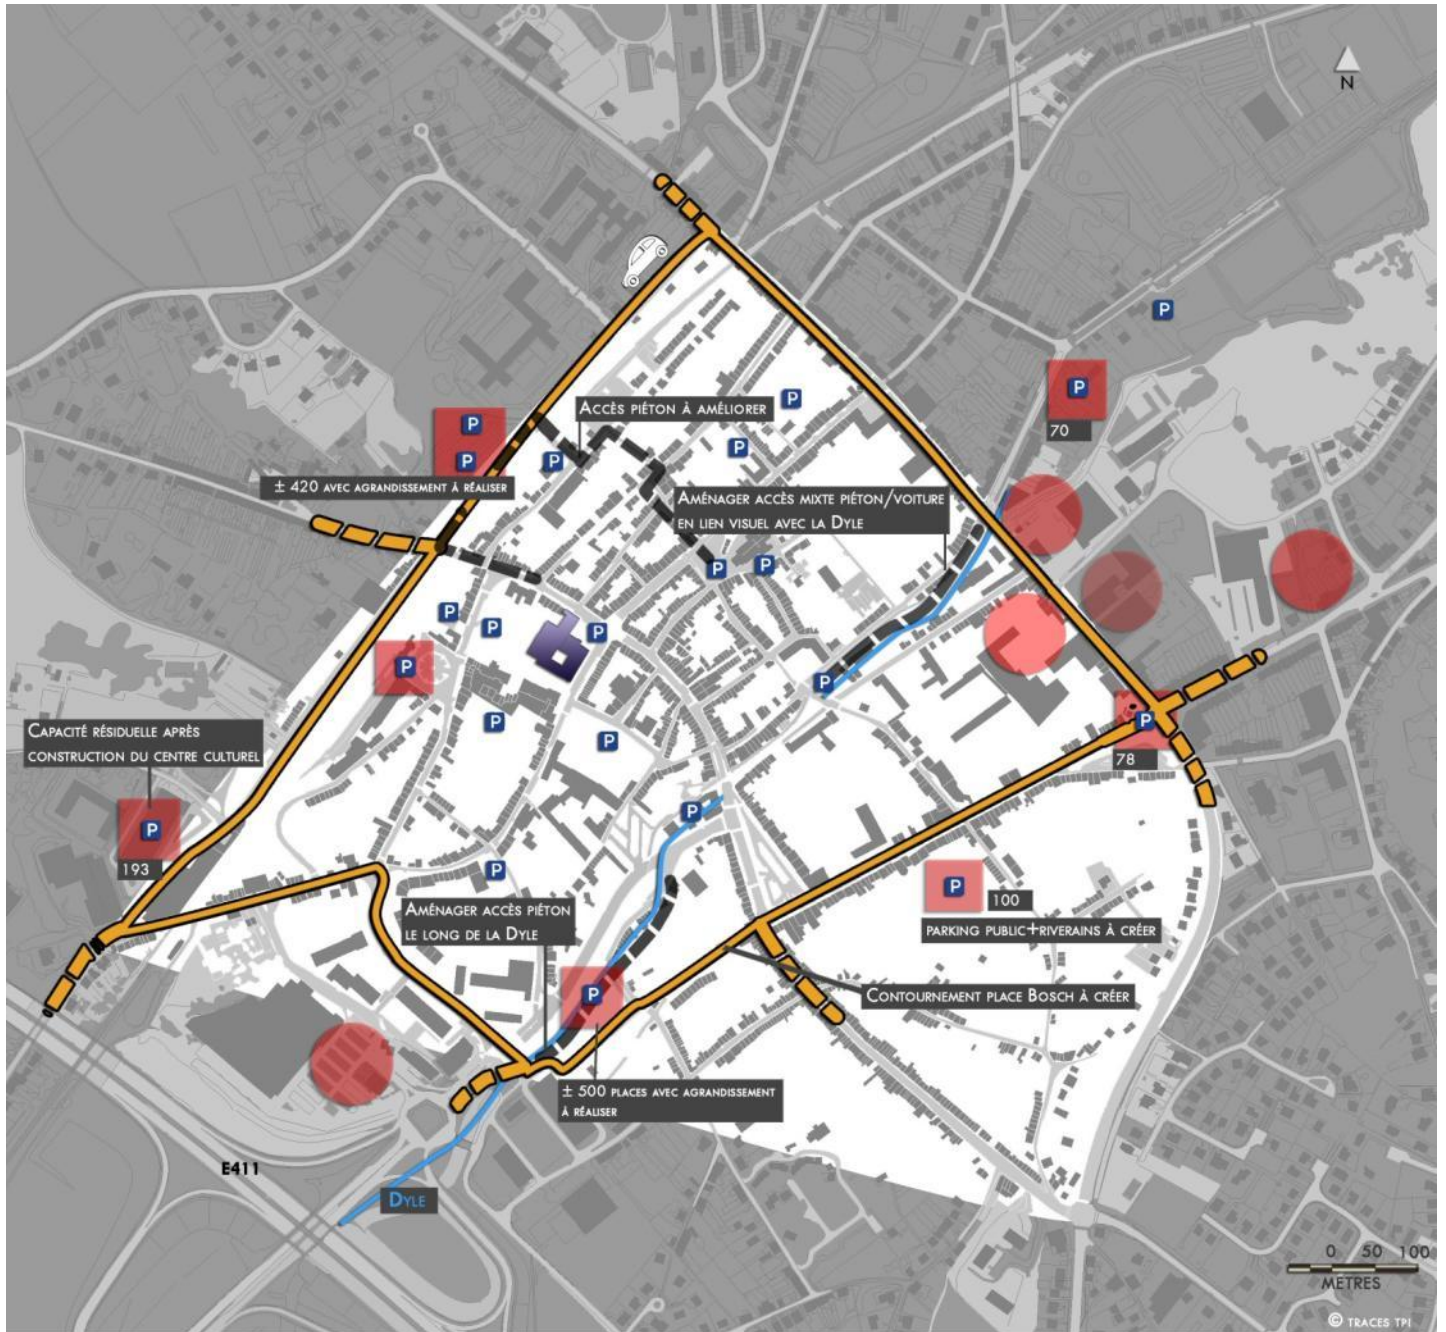 N
P
P
70
P
ACCÈS PIÉTON À AMÉLIORER
P
P
P
P
P
± 420 AVEC AGRANDISSEMENT À RÉALISER
AMÉNAGER ACCÈS MIXTE PIÉTON/VOITURE
EN LIEN VISUEL AVEC LA DYLE
P
P
P
P
P
P
P
P
78
P
P
CAPACITÉ RÉSIDUELLE APRÈS
CONSTRUCTION DU CENTRE CULTUREL
P
193
P
P
AMÉNAGER ACCÈS PIÉTON
LE LONG DE LA DYLE
P
100
PARKING PUBLIC+RIVERAINS À CRÉER
P
CONTOURNEMENT PLACE BOSCH À CRÉER
± 500 PLACES AVEC AGRANDISSEMENT
À RÉALISER
E411
DYLE
0 50 100
MÈTRES
© TRACES TPI